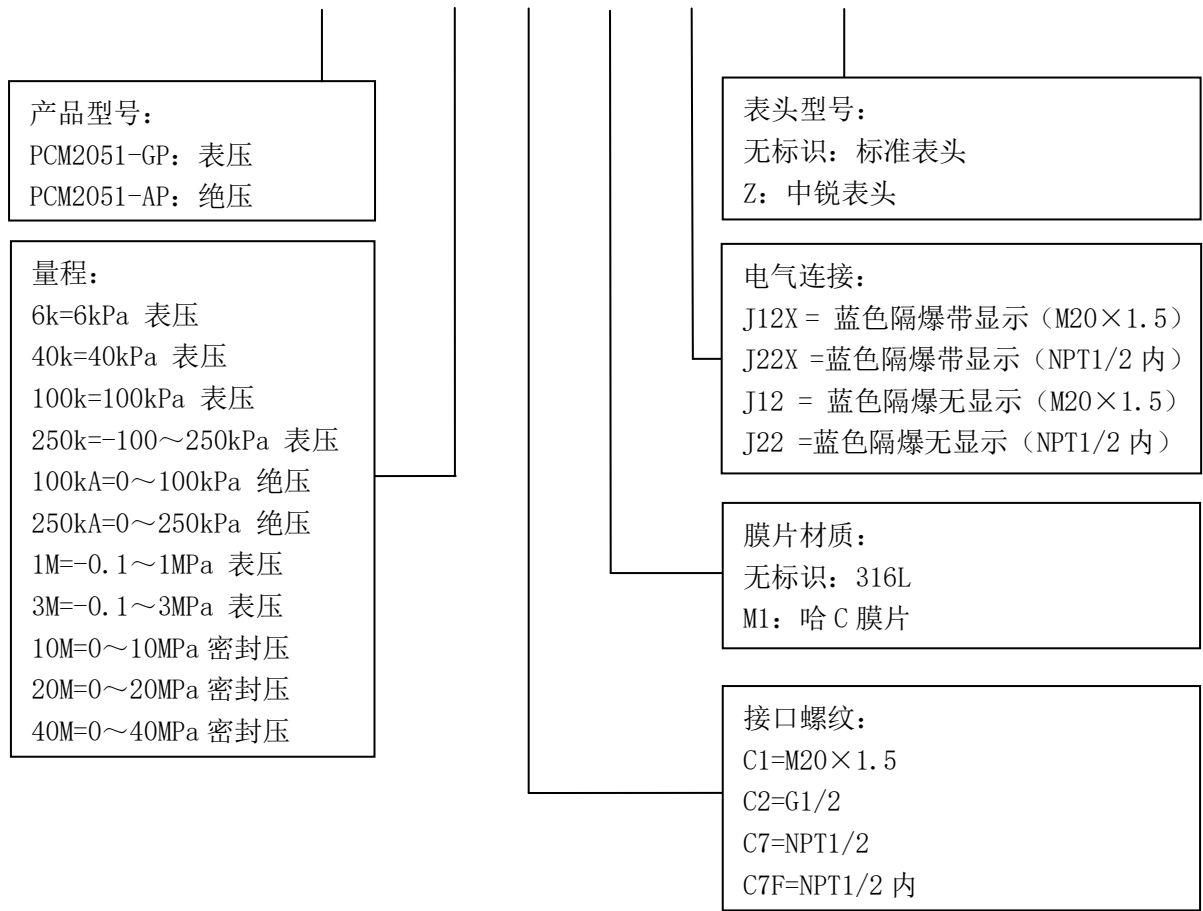 产品型号：
PCM2051-GP：表压
PCM2051-AP：绝压
量程：
6k=6kPa 表压
40k=40kPa 表压
100k=100kPa 表压
250k=-100～250kPa 表压
100kA=0～100kPa 绝压
250kA=0～250kPa 绝压
1M=-0.1～1MPa 表压
3M=-0.1～3MPa 表压
10M=0～10MPa 密封压
20M=0～20MPa 密封压
40M=0～40MPa 密封压
表头型号：
无标识：标准表头
Z：中锐表头
电气连接：
J12X = 蓝色隔爆带显示（M20×1.5）
J22X =蓝色隔爆带显示（NPT1/2 内）
J12 = 蓝色隔爆无显示（M20×1.5）
J22 =蓝色隔爆无显示（NPT1/2 内）
膜片材质：
无标识：316L
M1：哈 C 膜片
接口螺纹：
C1=M20×1.5
C2=G1/2
C7=NPT1/2
C7F=NPT1/2 内